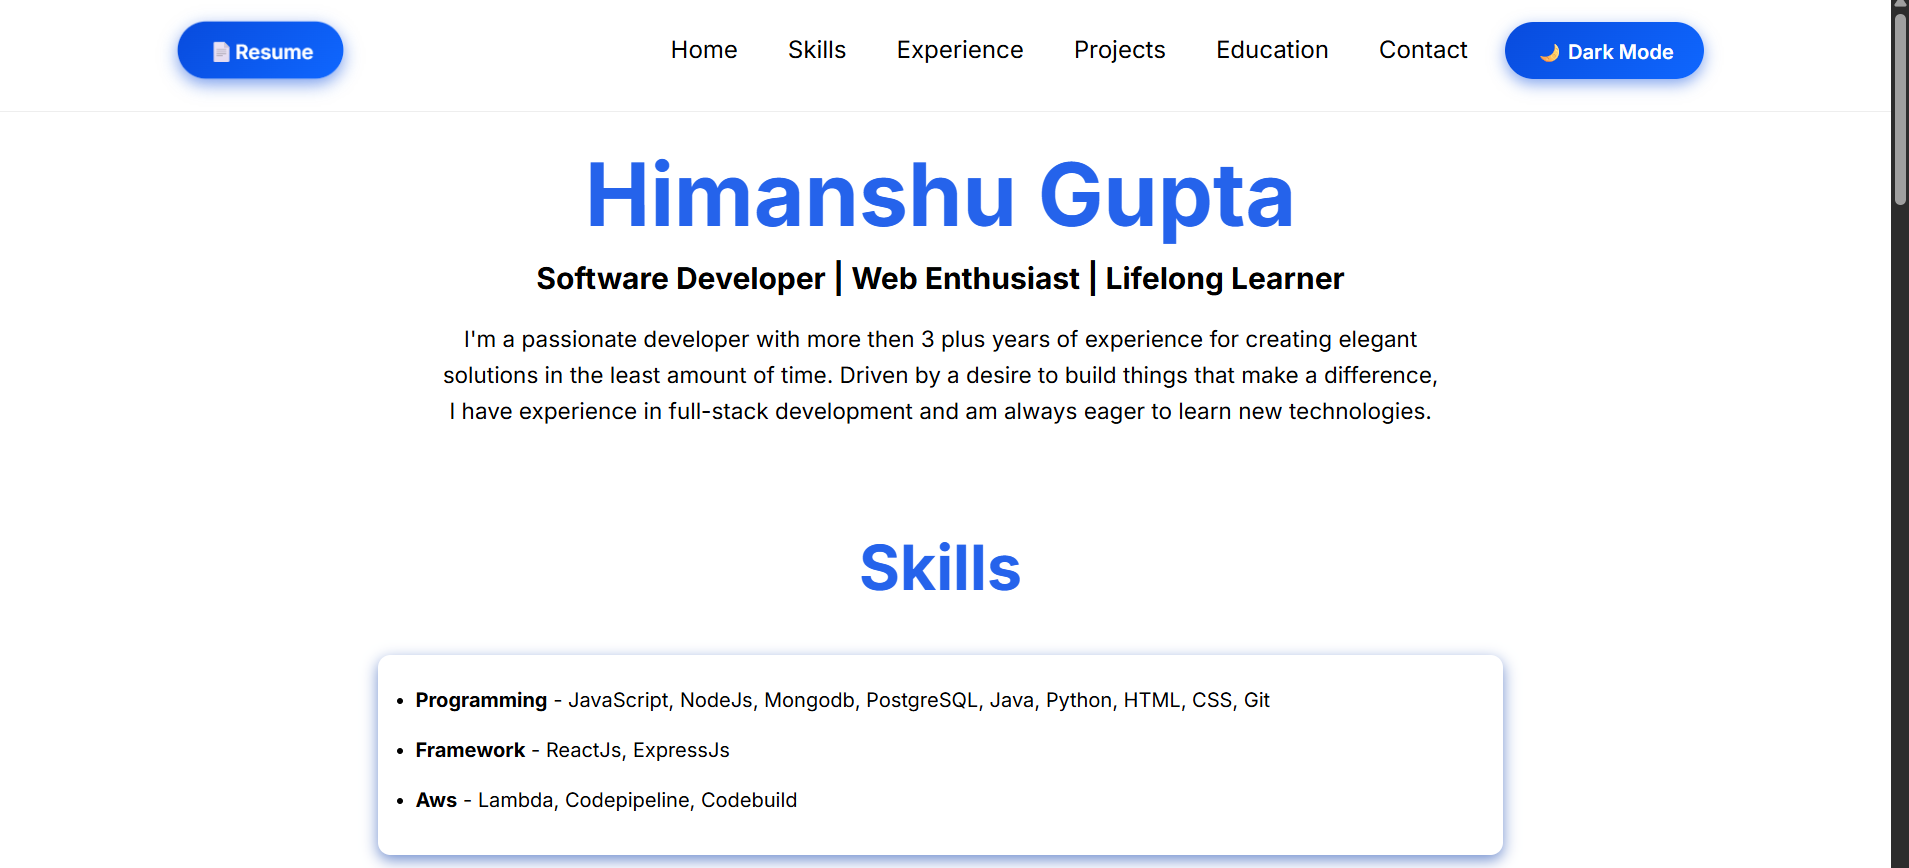 📄 Resume
Home Skills Experience Projects Education Contact
🌙 Dark Mode
Himanshu Gupta
Software Developer | Web Enthusiast | Lifelong Learner
I'm a passionate developer with more then 3 plus years of experience for creating elegant
solutions in the least amount of time. Driven by a desire to build things that make a difference,
I have experience in full-stack development and am always eager to learn new technologies.
Skills
• Programming - JavaScript, NodeJs, Mongodb, PostgreSQL, Java, Python, HTML, CSS, Git
• Framework - ReactJs, ExpressJs
• Aws - Lambda, Codepipeline, Codebuild